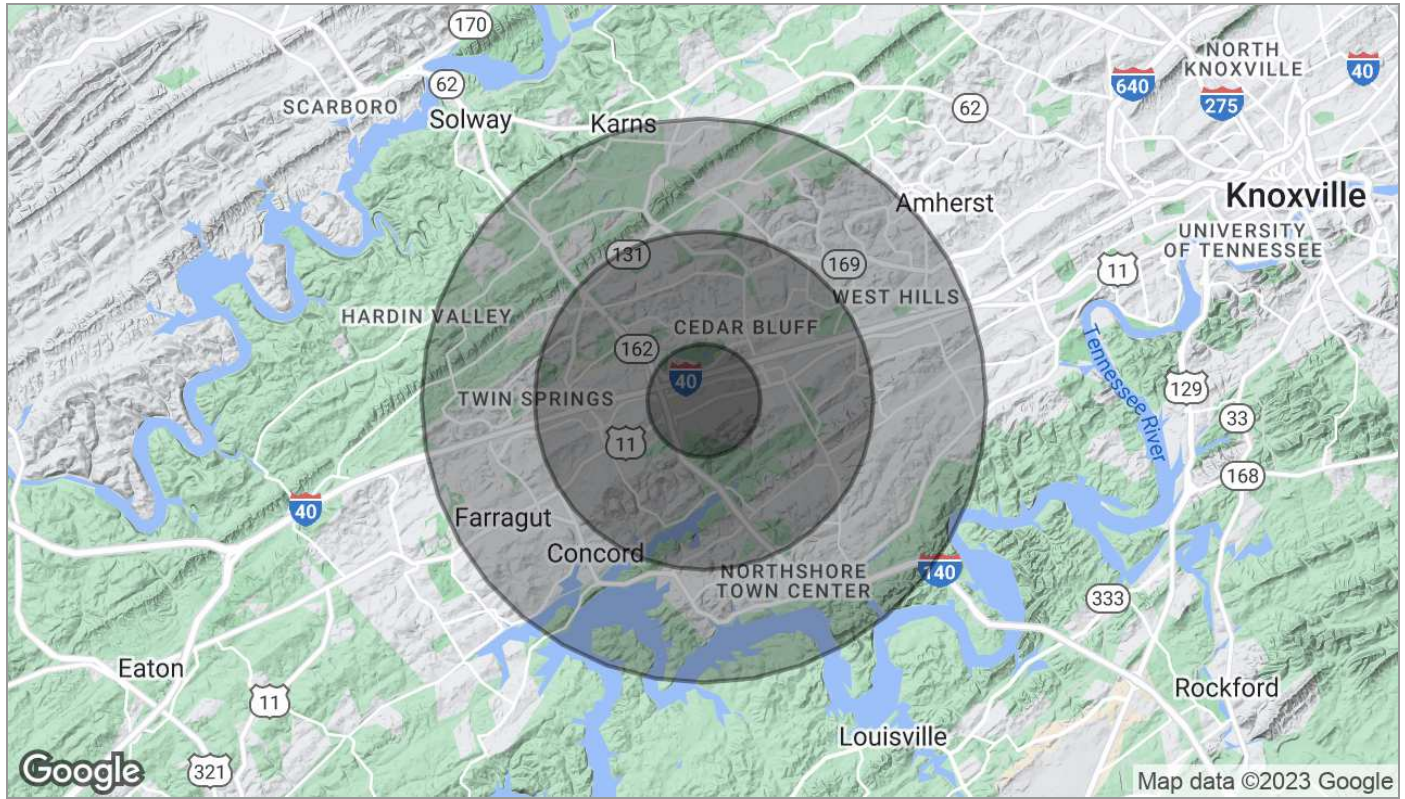 170
NORTH
KNOXVILLE
40
640
275
62
SCARBORO
62
Solway
Karns
Amherst
Knoxville
UNIVERSITY
OF TENNESSEE
131
169
11
WEST HILLS
HARDIN VALLEY
CEDAR BLUFF
162
40
Tennessee River
129
TWIN SPRINGS
33
11
168
40
Farragut
Concord
NORTHSHORE
TOWN CENTER
140
333
Eaton
11
Rockford
Louisville
321
Google
Map data ©2023 Google